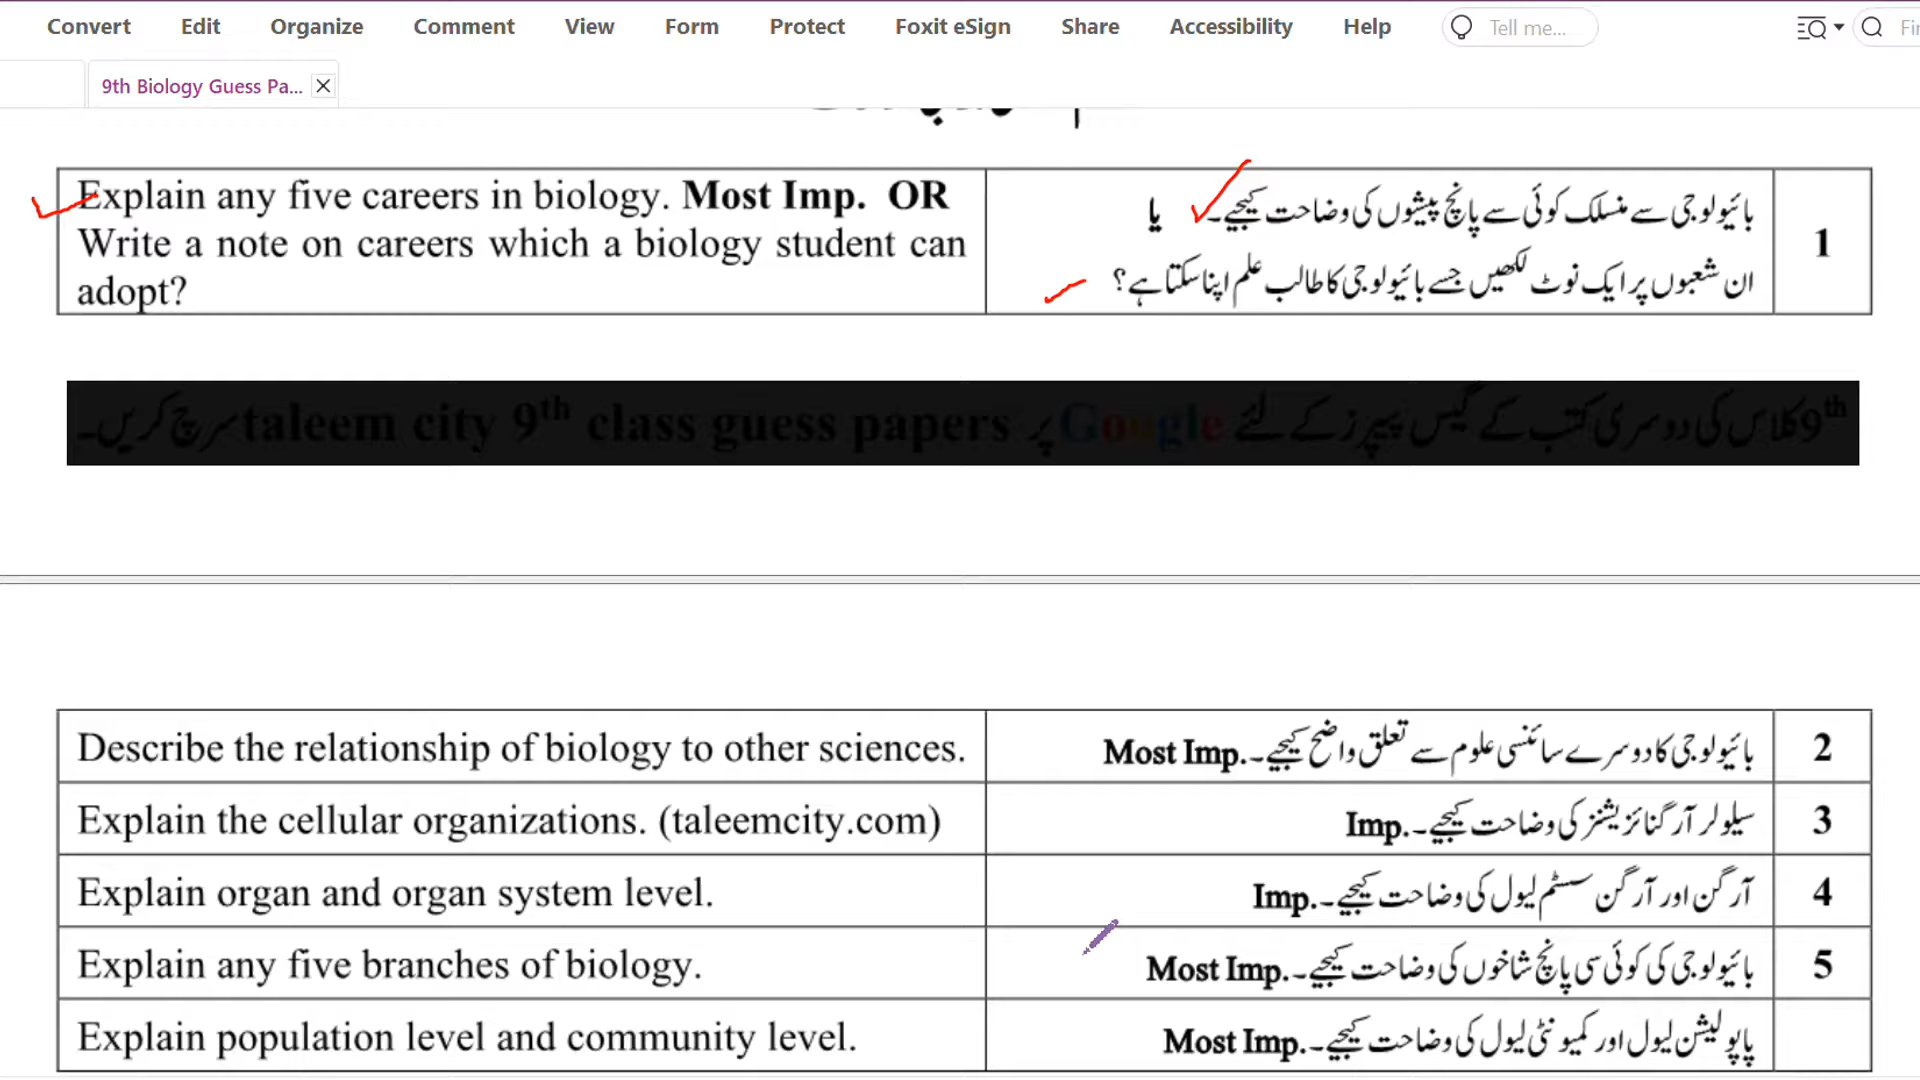 Convert Edit Organize Comment View Form Protect Foxit eSign Share Accessibility Help Tell me...
9th Biology Guess Pa...
Explain any five careers in biology. Most Imp. OR
Write a note on careers which a biology student can
adopt?
بائیولوجی سے منسلک کوئی سے پانچ پیشوں کی وضاحت کیجیے۔ یا
ان شعبوں پر ایک نوٹ لکھیں جسے بائیولوجی کا طالب علم اپنا سکتا ہے؟
1
9th کلاس کی دوسری کتب کے گیس پیپرز کے لئے Google پر taleem city 9th class guess papers سرچ کریں۔
Describe the relationship of biology to other sciences.
بائیولوجی کا دوسرے سائنسی علوم سے تعلق واضح کیجیے۔ Most Imp.
2
Explain the cellular organizations. (taleemcity.com)
سیلولر آرگنائزیشنز کی وضاحت کیجیے۔ Imp.
3
Explain organ and organ system level.
آرگن اور آرگن سسٹم لیول کی وضاحت کیجیے۔ Imp.
4
Explain any five branches of biology.
بائیولوجی کی کوئی سی پانچ شاخوں کی وضاحت کیجیے۔ Most Imp.
5
Explain population level and community level.
پاپولیشن لیول اور کمیونٹی لیول کی وضاحت کیجیے۔ Most Imp.